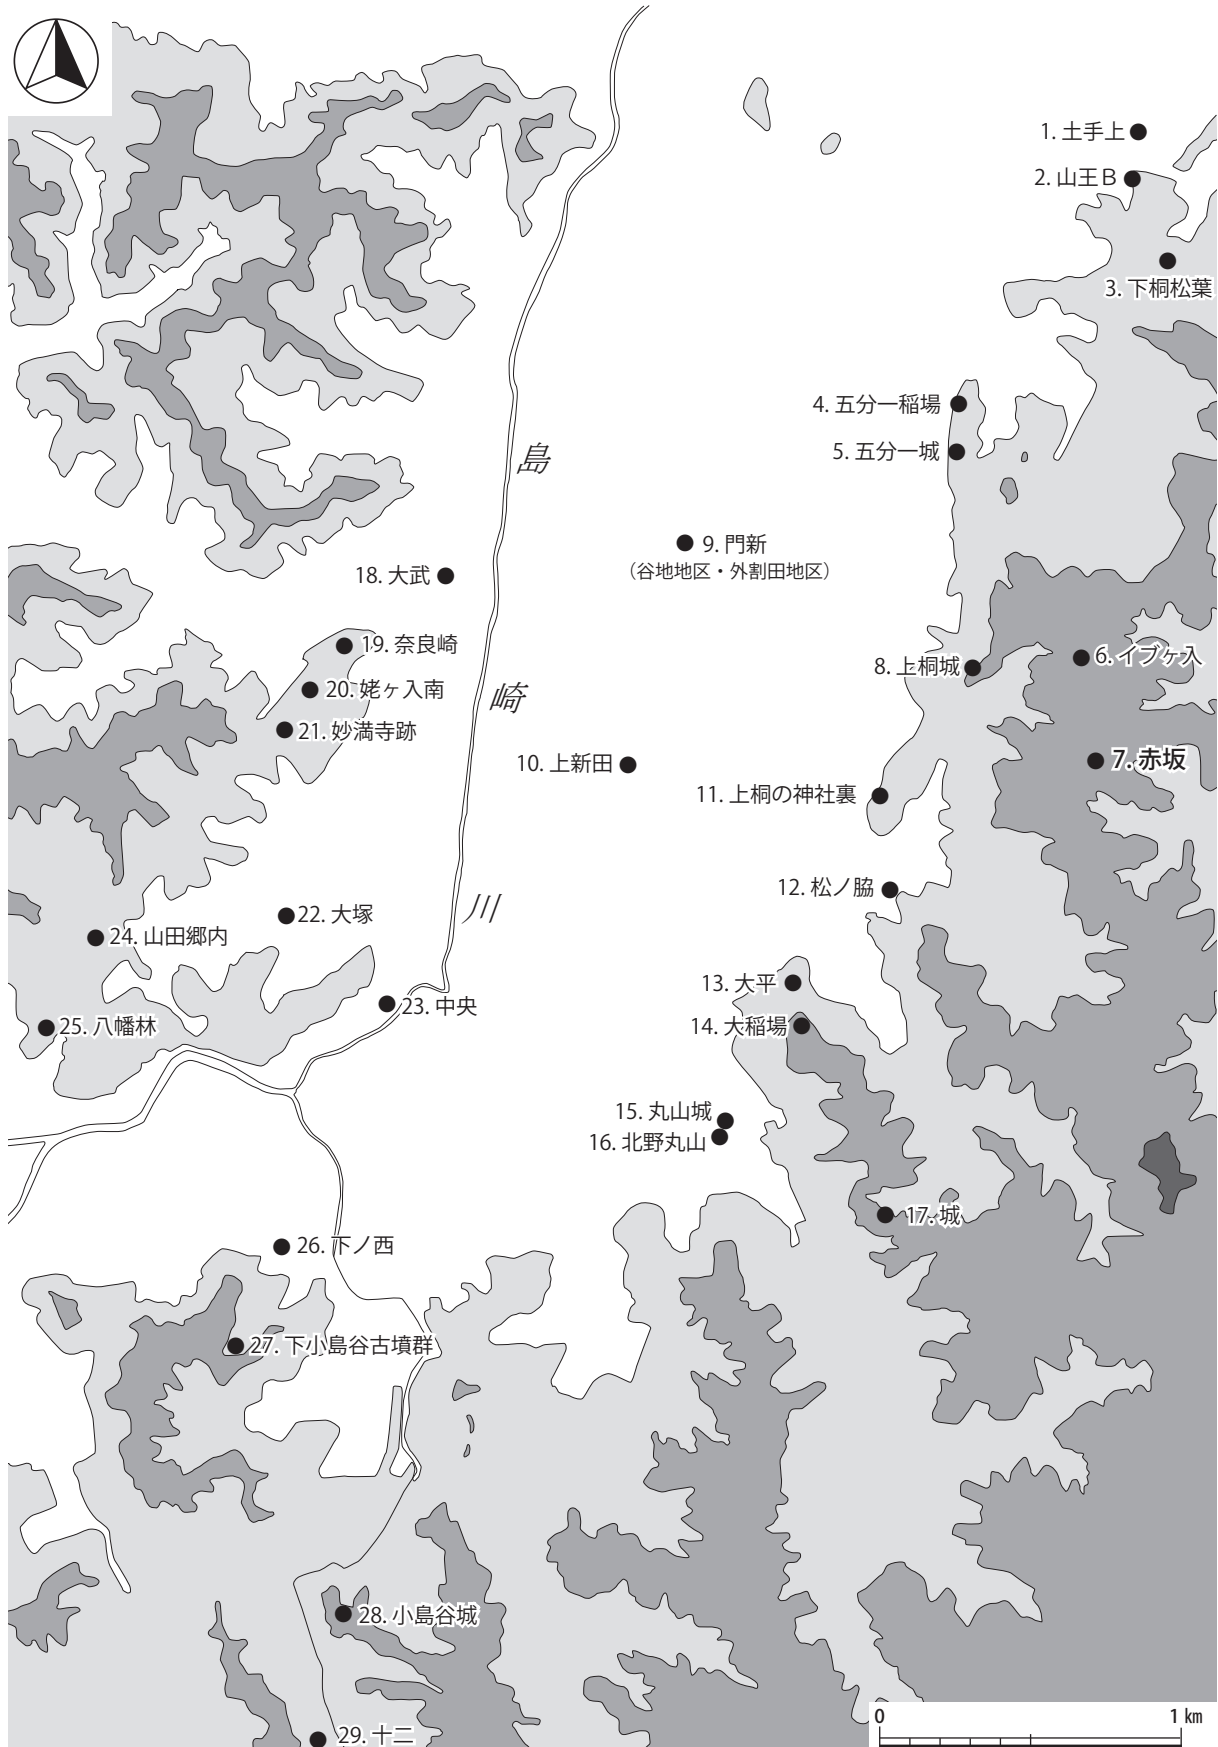 1. 土手上
2. 山王B
3. 下桐松葉
4. 五分一稲場
5. 五分一城
島
9. 門新
（谷地地区・外割田地区）
18. 大武
19. 奈良崎
6. イブヶ入
8. 上桐城
20. 姥ヶ入南
崎
21. 妙満寺跡
10. 上新田
7. 赤坂
11. 上桐の神社裏
12. 松ノ脇
川
22. 大塚
24. 山田郷内
13. 大平
23. 中央
14. 大稲場
25. 八幡林
15. 丸山城
16. 北野丸山
17. 城
26. 下ノ西
27. 下小島谷古墳群
28. 小島谷城
0 1 km
29. 十二